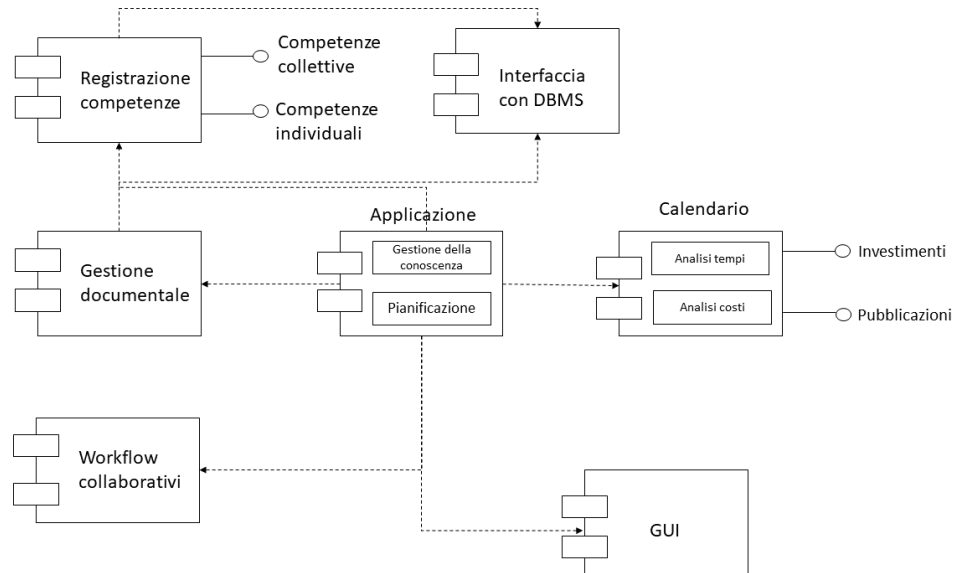 Registrazione
competenze
Competenze
collettive
Competenze
individuali
Interfaccia
con DBMS
Gestione
documentale
Applicazione
Gestione della
conoscenza
Pianificazione
Calendario
Analisi tempi
Analisi costi
Investimenti
Pubblicazioni
Workflow
collaborativi
GUI